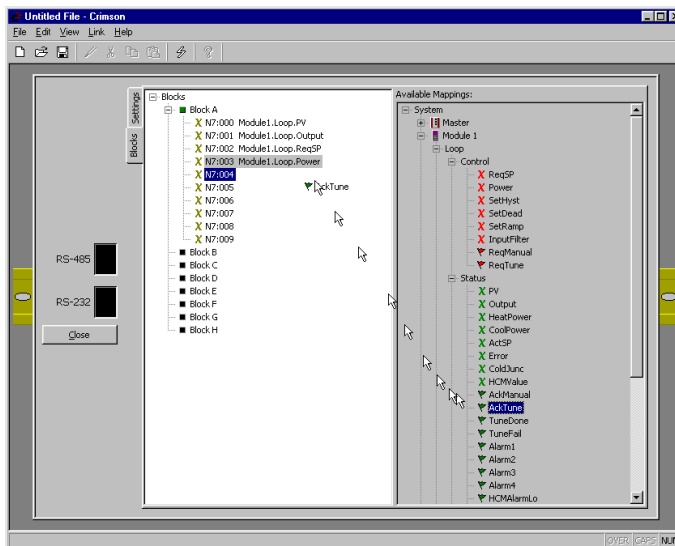 Untitled File - Crimson
File Edit View Link Help
Settings
Blocks
RS-485
RS-232
Close
Blocks
Block A
N7:000 Module1.Loop.PV
N7:001 Module1.Loop.Output
N7:002 Module1.Loop.ReqSP
N7:003 Module1.Loop.Power
N7:004
N7:005
N7:006
N7:007
N7:008
N7:009
Block B
Block C
Block D
Block E
Block F
Block G
Block H
Available Mappings:
System
Master
Module 1
Loop
Control
ReqSP
Power
SetHyst
SetDead
SetRamp
InputFilter
ReqManual
ReqTune
Status
PV
Output
HeatPower
CoolPower
ActSP
Error
ColdJunc
HCMValue
AckManual
AckTune
TuneDone
TuneFail
Alarm1
Alarm2
Alarm3
Alarm4
HCMAlarmLo
OVER CAPS